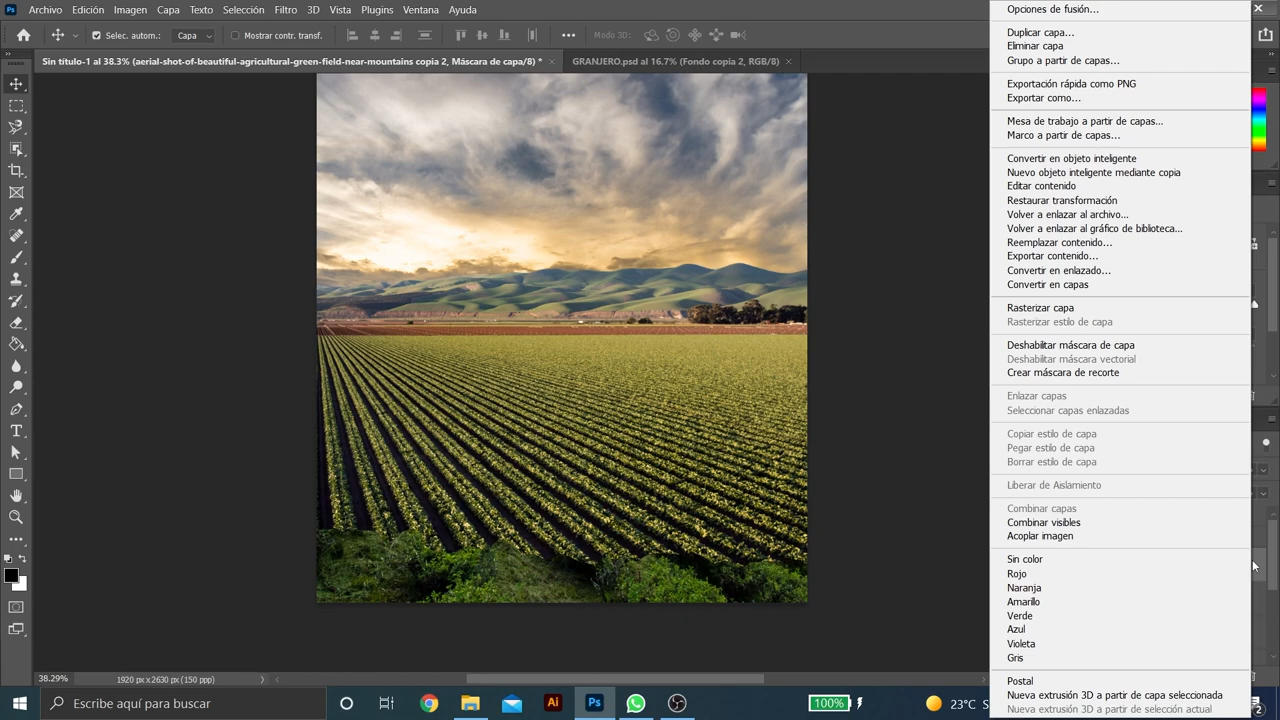 Ps Archivo Edición Imagen Capa Texto Selección Filtro 3D Vista Plugins Ventana Ayuda
Selec. autom.: Capa Mostrar contr. transf. Modo 3D:
Sin título-1 al 38.3% (aerial-shot-of-beautiful-agricultural-green-field-near-mountains copia 2, Máscara de capa/8) * GRANJERO.psd al 16.7% (Fondo copia 2, RGB/8)
Opciones de fusión...
Duplicar capa...
Eliminar capa
Grupo a partir de capas...
Exportación rápida como PNG
Exportar como...
Mesa de trabajo a partir de capas...
Marco a partir de capas...
Convertir en objeto inteligente
Nuevo objeto inteligente mediante copia
Editar contenido
Restaurar transformación
Volver a enlazar al archivo...
Volver a enlazar al gráfico de biblioteca...
Reemplazar contenido...
Exportar contenido...
Convertir en enlazado...
Convertir en capas
Rasterizar capa
Rasterizar estilo de capa
Deshabilitar máscara de capa
Deshabilitar máscara vectorial
Crear máscara de recorte
Enlazar capas
Seleccionar capas enlazadas
Copiar estilo de capa
Pegar estilo de capa
Borrar estilo de capa
Liberar de Aislamiento
Combinar capas
Combinar visibles
Acoplar imagen
Sin color
Rojo
Naranja
Amarillo
Verde
Azul
Violeta
Gris
Postal
Nueva extrusión 3D a partir de capa seleccionada
Nueva extrusión 3D a partir de selección actual
38.29% 1920 px x 2630 px (150 ppp)
Escribe aquí para buscar Ai Ps 100% 23°C S 2